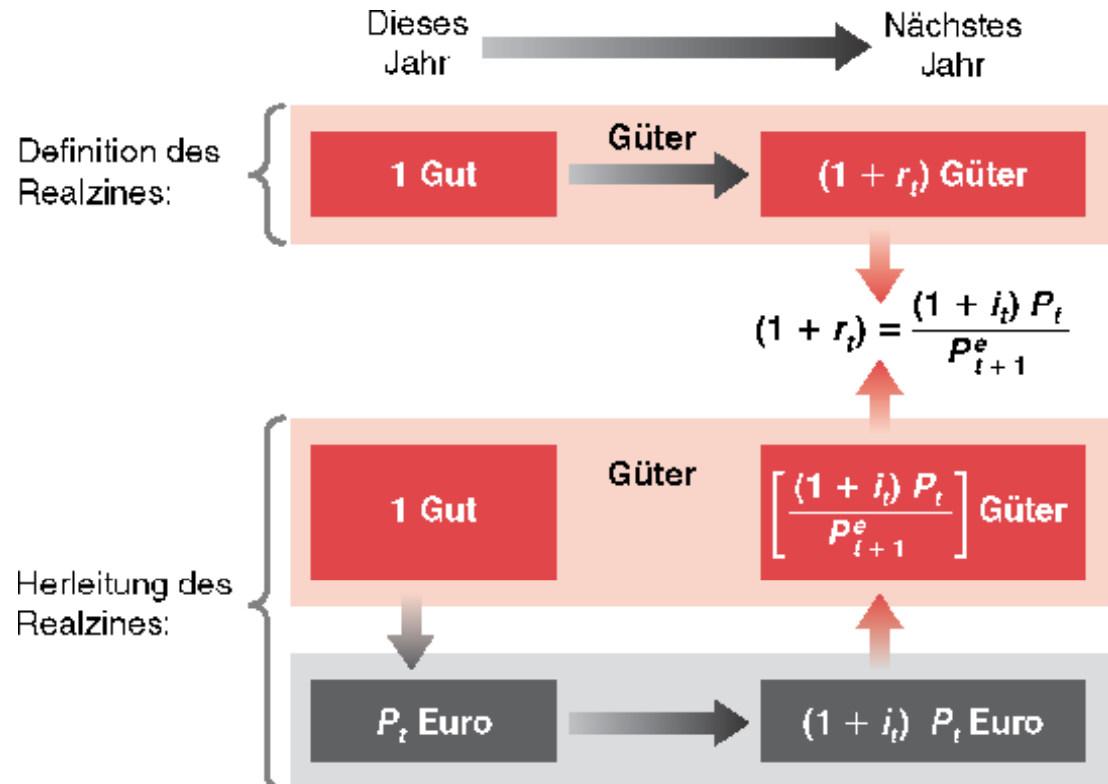 Dieses Jahr
Nächstes Jahr
Definition des
Realzines:
1 Gut
Güter
(1 + r_t) Güter
(1 + r_t) = (1 + i_t) P_t / P^e_{t+1}
Herleitung des
Realzines:
1 Gut
Güter
[(1 + i_t) P_t / P^e_{t+1}] Güter
P_t Euro
(1 + i_t) P_t Euro